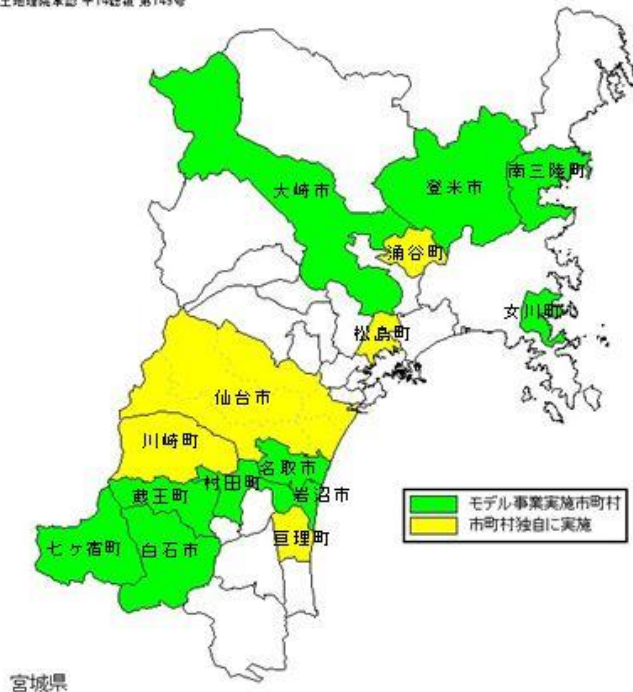 大崎市
登米市
南三陸町
涌谷町
女川町
松島町
仙台市
川崎町
名取市
村田町
岩沼市
蔵王町
亘理町
七ヶ宿町
白石市
モデル事業実施市町村
市町村独自に実施
宮城県